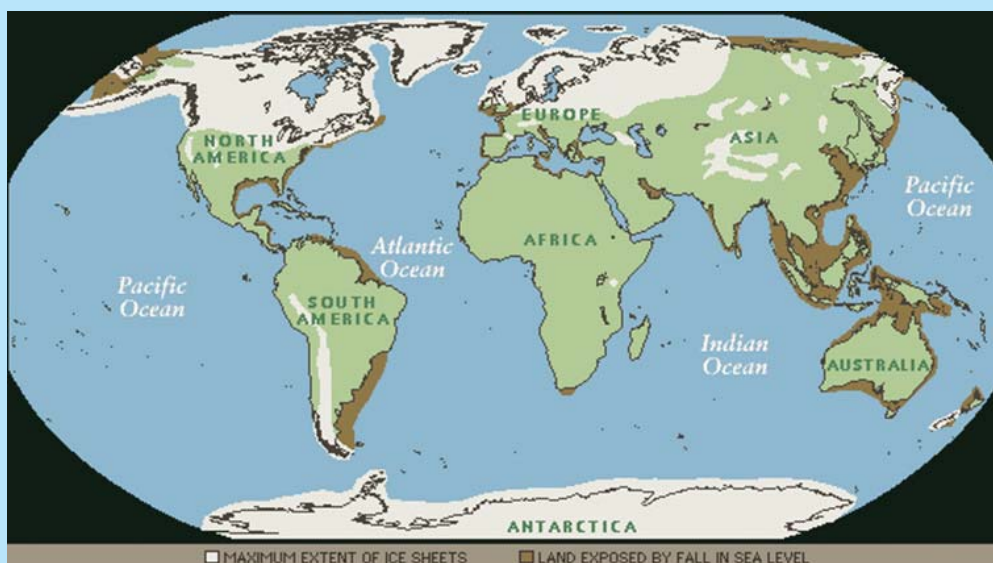 EUROPE
NORTH
AMERICA
ASIA
Pacific
Ocean
Atlantic
Ocean
AFRICA
Pacific
Ocean
SOUTH
AMERICA
Indian
Ocean
AUSTRALIA
ANTARCTICA
MAXIMUM EXTENT OF ICE SHEETS
LAND EXPOSED BY FALL IN SEA LEVEL